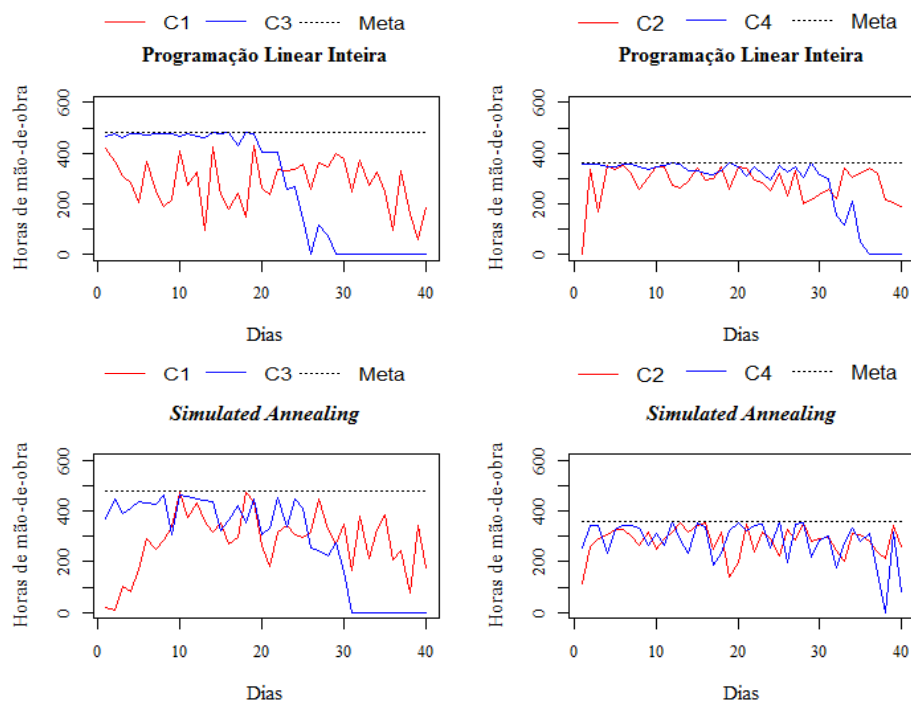 C1 C3 Meta
Programação Linear Inteira
Horas de mão-de-obra
600
400
200
0
0 10 20 30 40
Dias
C2 C4 Meta
Programação Linear Inteira
Horas de mão-de-obra
600
400
200
0
0 10 20 30 40
Dias
C1 C3 Meta
Simulated Annealing
Horas de mão-de-obra
600
400
200
0
0 10 20 30 40
Dias
C2 C4 Meta
Simulated Annealing
Horas de mão-de-obra
600
400
200
0
0 10 20 30 40
Dias